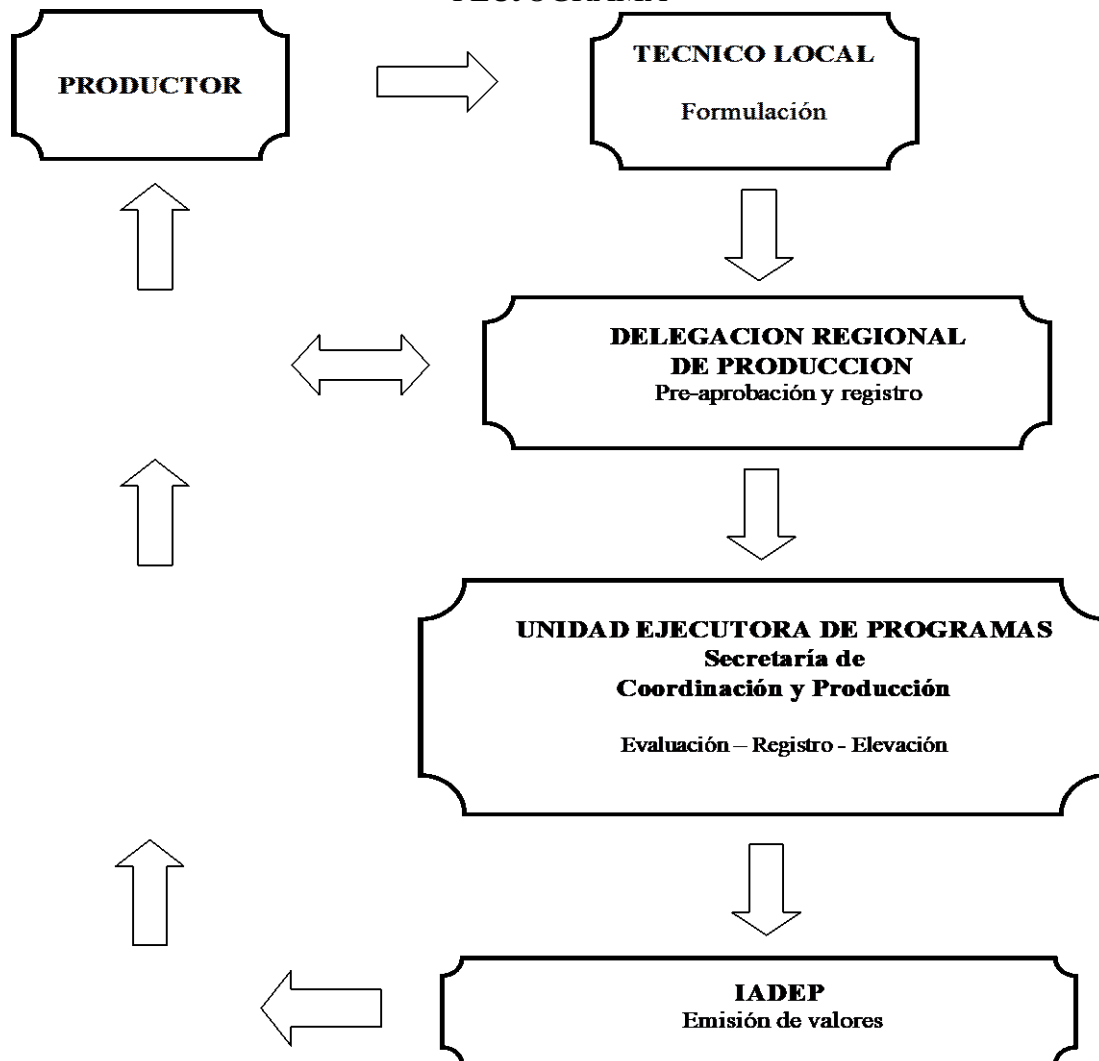 PRODUCTOR
TECNICO LOCAL
Formulación
DELEGACION REGIONAL
DE PRODUCCION
Pre-aprobación y registro
UNIDAD EJECUTORA DE PROGRAMAS
Secretaría de
Coordinación y Producción
Evaluación – Registro - Elevación
IADEP
Emisión de valores